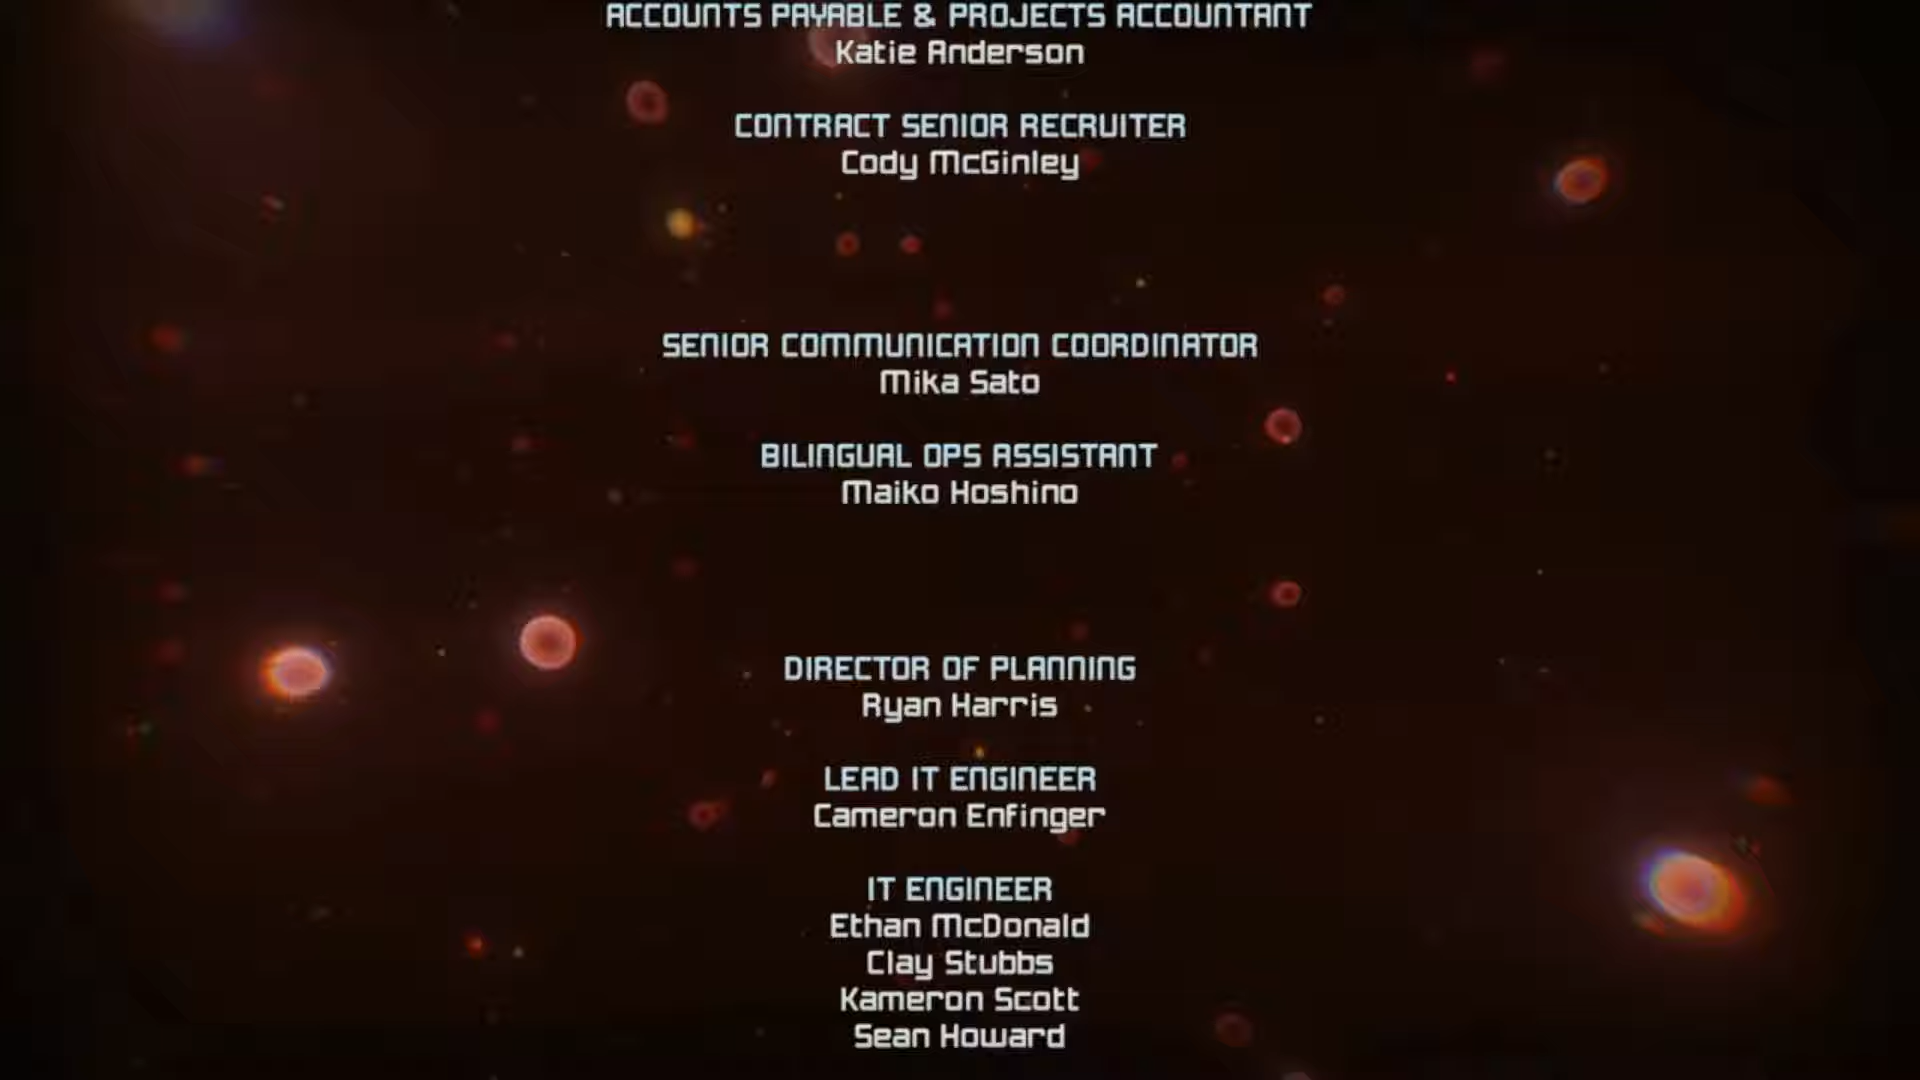 ACCOUNTS PAYABLE & PROJECTS ACCOUNTANT
Katie Anderson
CONTRACT SENIOR RECRUITER
Cody McGinley
SENIOR COMMUNICATION COORDINATOR
Mika Sato
BILINGUAL OPS ASSISTANT
Maiko Hoshino
DIRECTOR OF PLANNING
Ryan Harris
LEAD IT ENGINEER
Cameron Enfinger
IT ENGINEER
Ethan McDonald
Clay Stubbs
Kameron Scott
Sean Howard